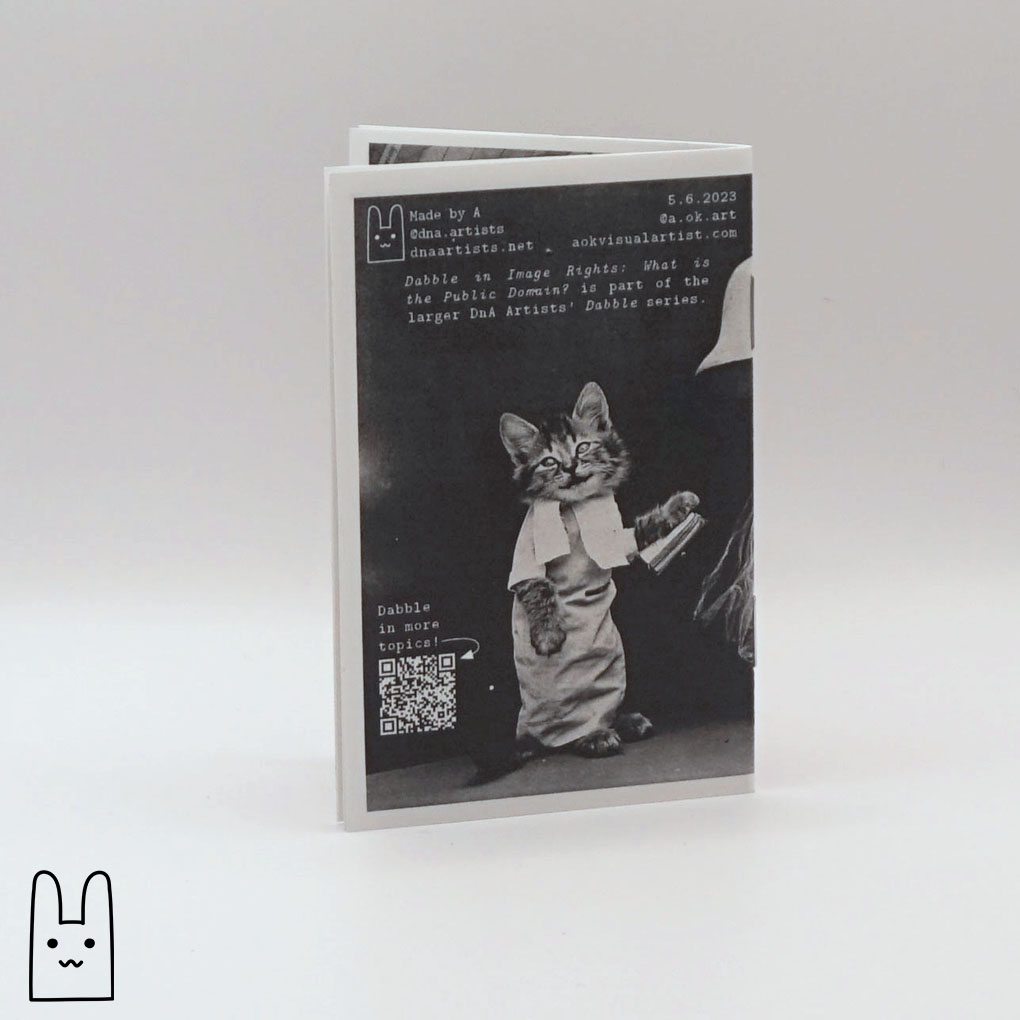 Made by A
@dna.artists
dnaartists.net
5.6.2023
@a.ok.art
aokvisualartist.com
Dabble in Image Rights: What is
the Public Domain? is part of the
larger DnA Artists' Dabble series.
Dabble
in more
topics!